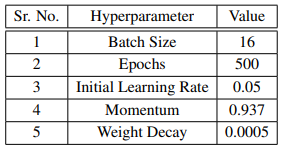 Sr. No. Hyperparameter Value
1 Batch Size 16
2 Epochs 500
3 Initial Learning Rate 0.05
4 Momentum 0.937
5 Weight Decay 0.0005